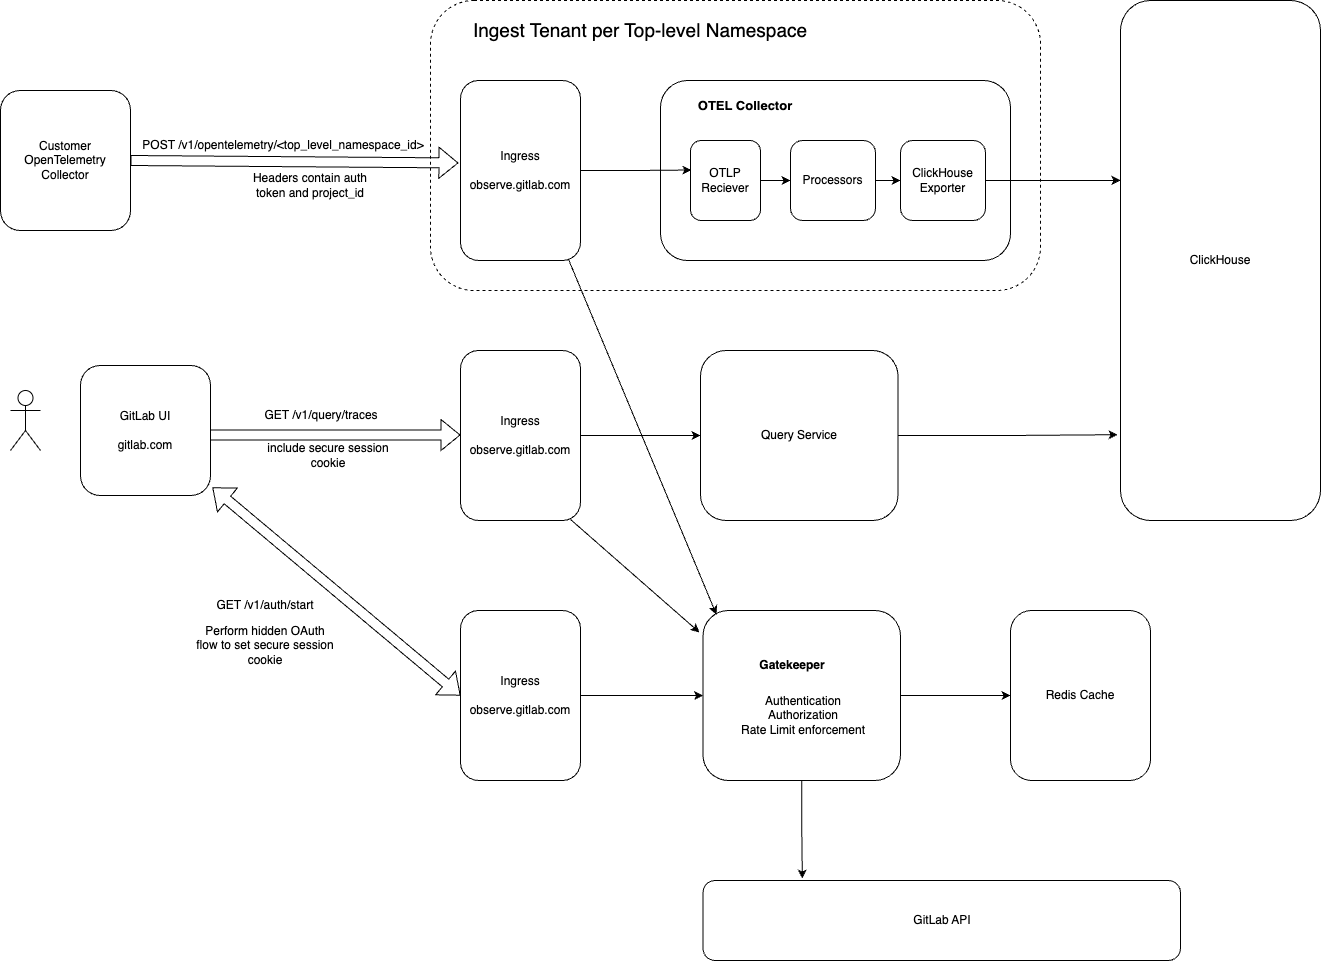 Ingest Tenant per Top-level Namespace
Customer
OpenTelemetry
Collector
POST /v1/opentelemetry/<top_level_namespace_id>
Headers contain auth
token and project_id
Ingress
observe.gitlab.com
OTEL Collector
OTLP
Reciever
Processors
ClickHouse
Exporter
ClickHouse
GitLab UI
gitlab.com
GET /v1/query/traces
include secure session
cookie
Ingress
observe.gitlab.com
Query Service
GET /v1/auth/start
Perform hidden OAuth
flow to set secure session
cookie
Ingress
observe.gitlab.com
Gatekeeper
Authentication
Authorization
Rate Limit enforcement
Redis Cache
GitLab API